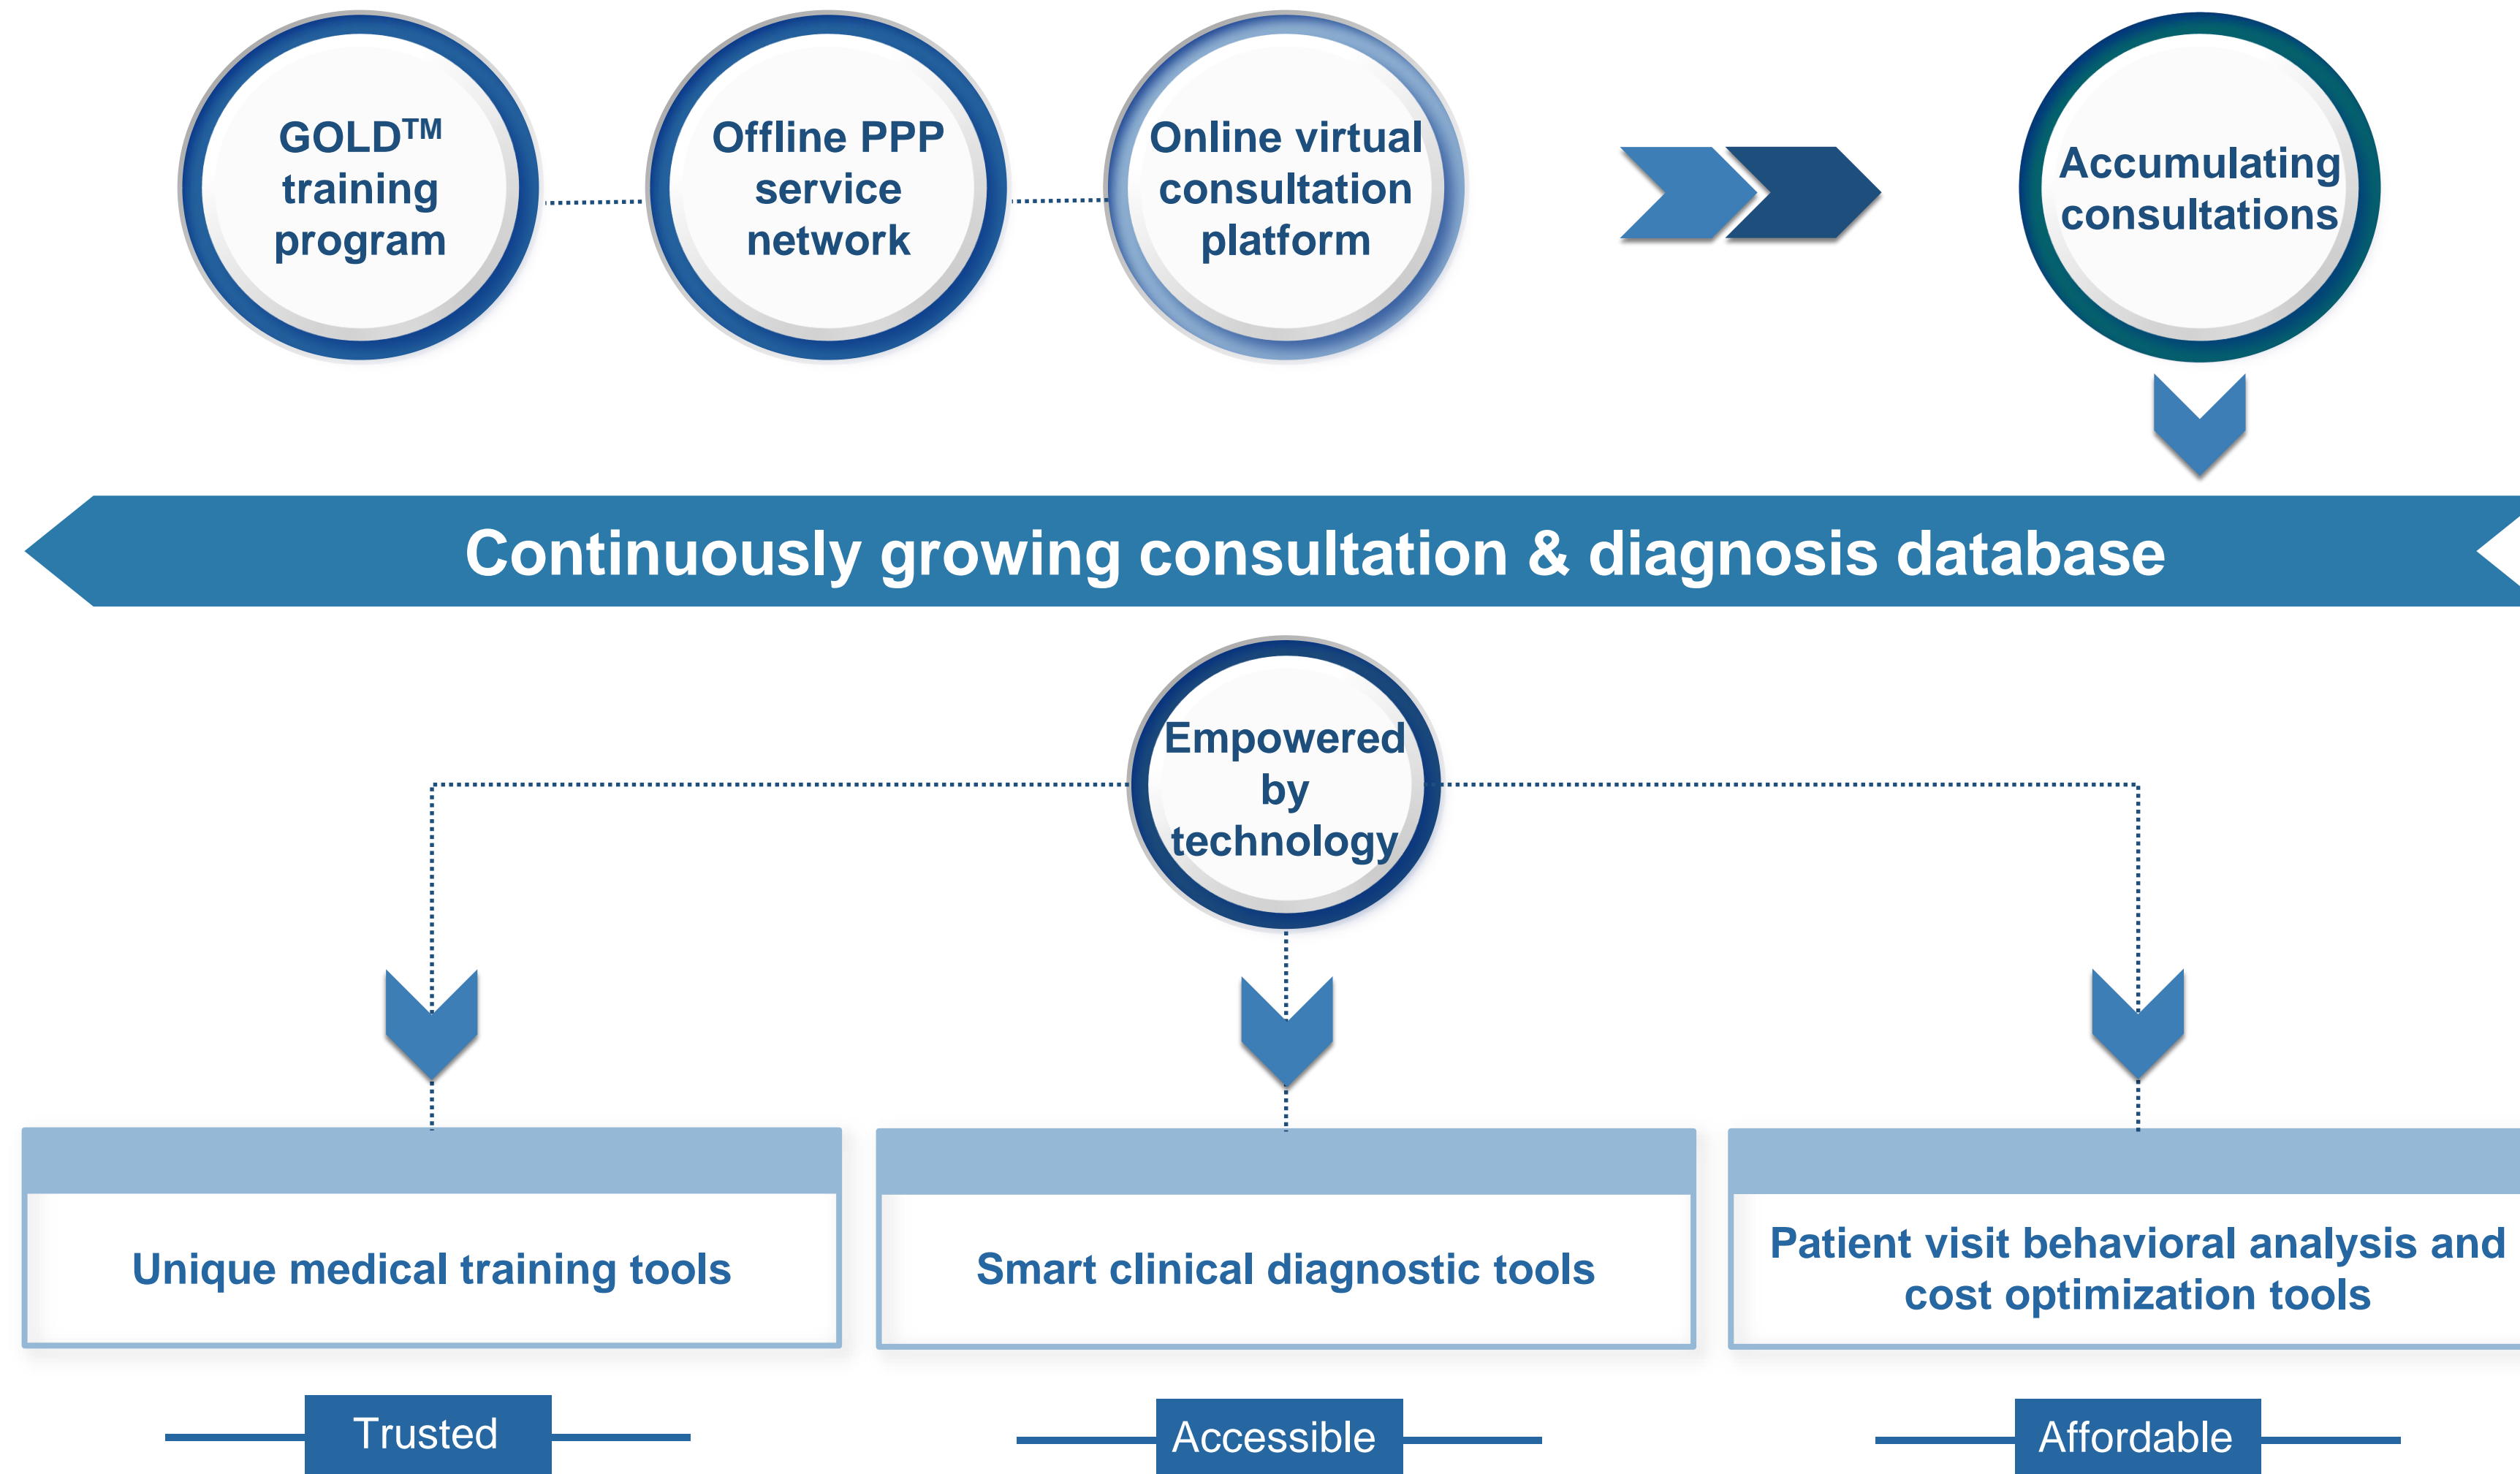 GOLD™
training
program
Offline PPP
service
network
Online virtual
consultation
platform
Accumulating
consultations
Continuously growing consultation & diagnosis database
Empowered
by
technology
Unique medical training tools
Smart clinical diagnostic tools
Patient visit behavioral analysis and
cost optimization tools
Trusted
Accessible
Affordable